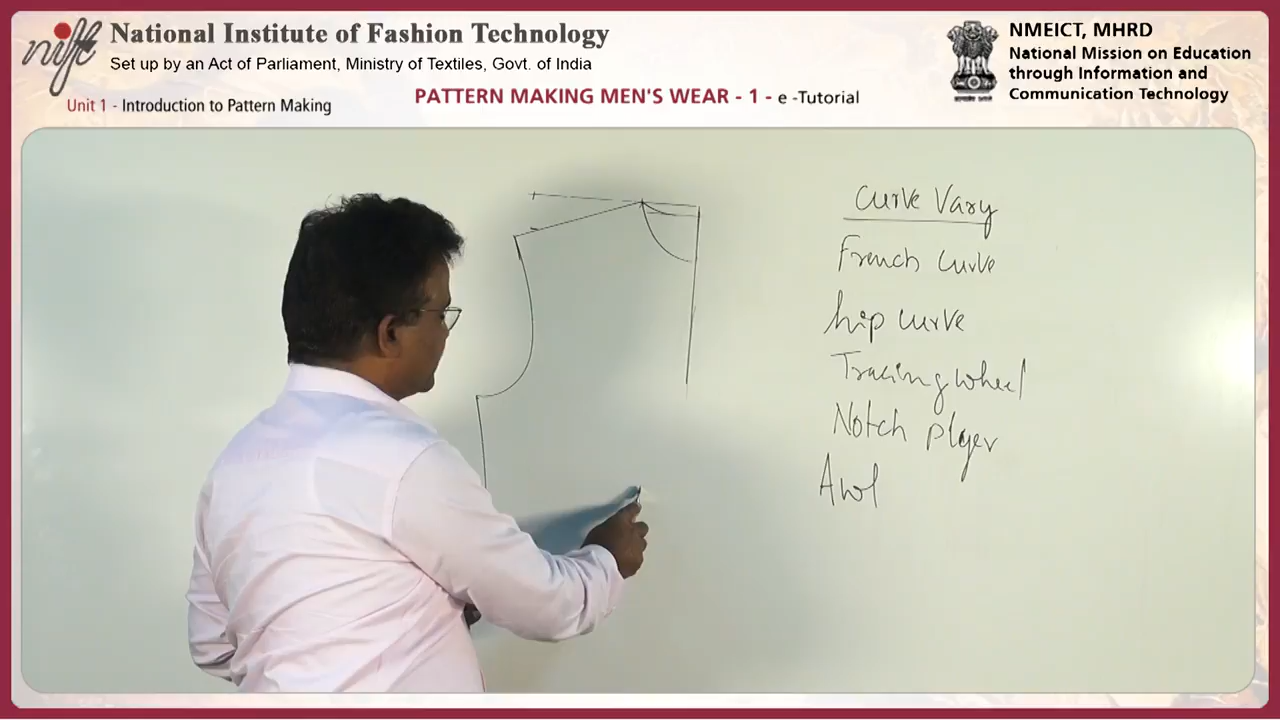 nift
National Institute of Fashion Technology
Set up by an Act of Parliament, Ministry of Textiles, Govt. of India
Unit 1 - Introduction to Pattern Making
PATTERN MAKING MEN'S WEAR - 1 - e -Tutorial
NMEICT, MHRD
National Mission on Education
through Information and
Communication Technology
Curve Vary
French Curve
hip curve
Tracing wheel
Notch plyer
Awl